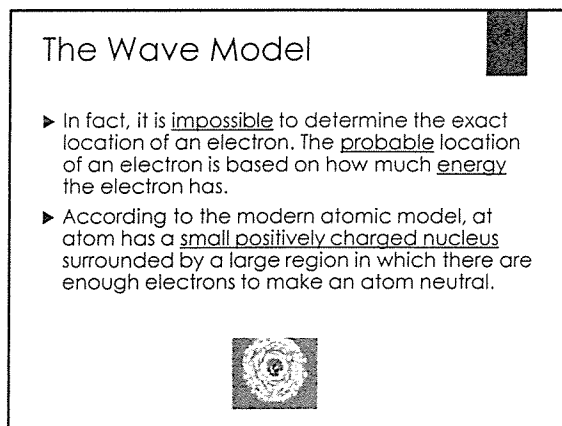 The Wave Model
In fact, it is impossible to determine the exact
location of an electron. The probable location
of an electron is based on how much energy
the electron has.
According to the modern atomic model, at
atom has a small positively charged nucleus
surrounded by a large region in which there are
enough electrons to make an atom neutral.